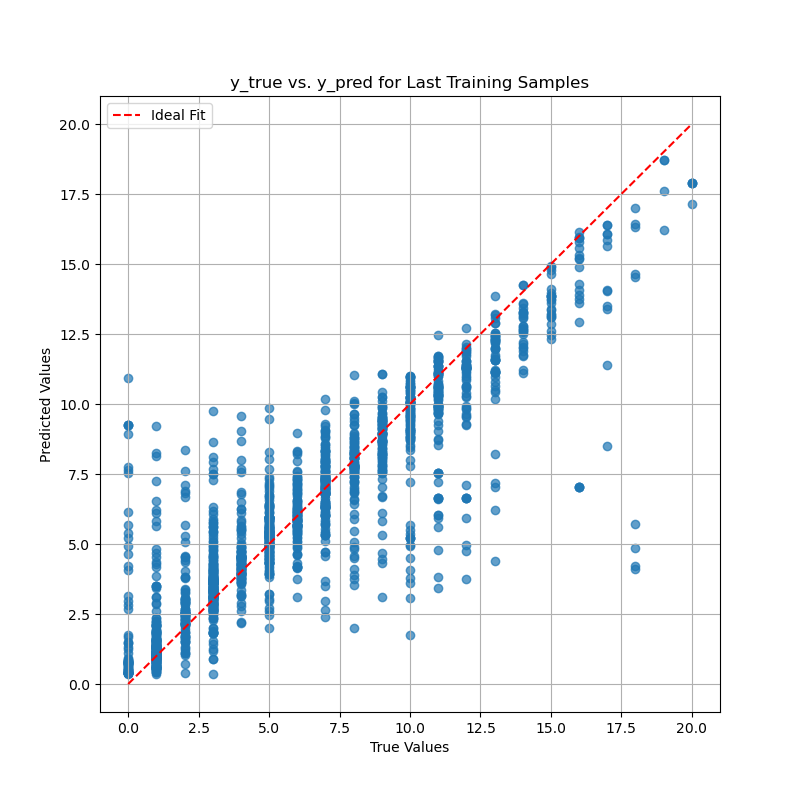 y_true vs. y_pred for Last Training Samples
Ideal Fit
Predicted Values
20.0
17.5
15.0
12.5
10.0
7.5
5.0
2.5
0.0
0.0 2.5 5.0 7.5 10.0 12.5 15.0 17.5 20.0
True Values